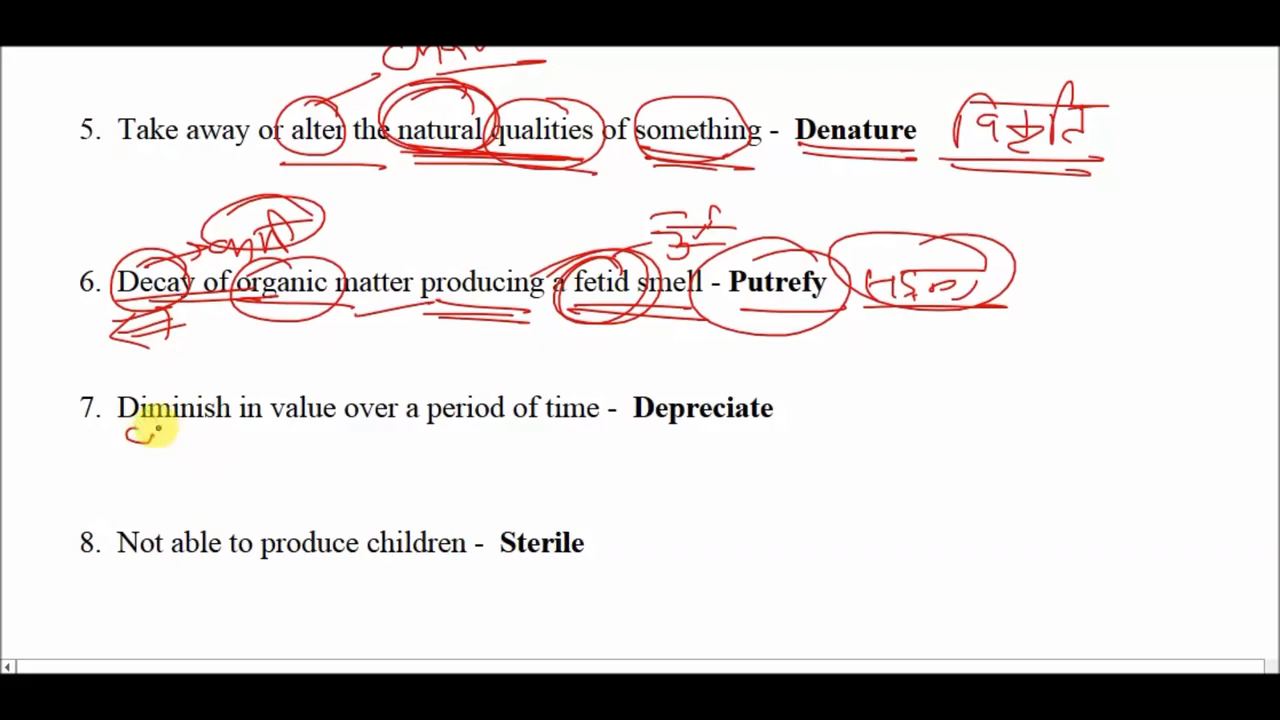 5. Take away or alter the natural qualities of something - Denature
6. Decay of organic matter producing a fetid smell - Putrefy
7. Diminish in value over a period of time - Depreciate
8. Not able to produce children - Sterile